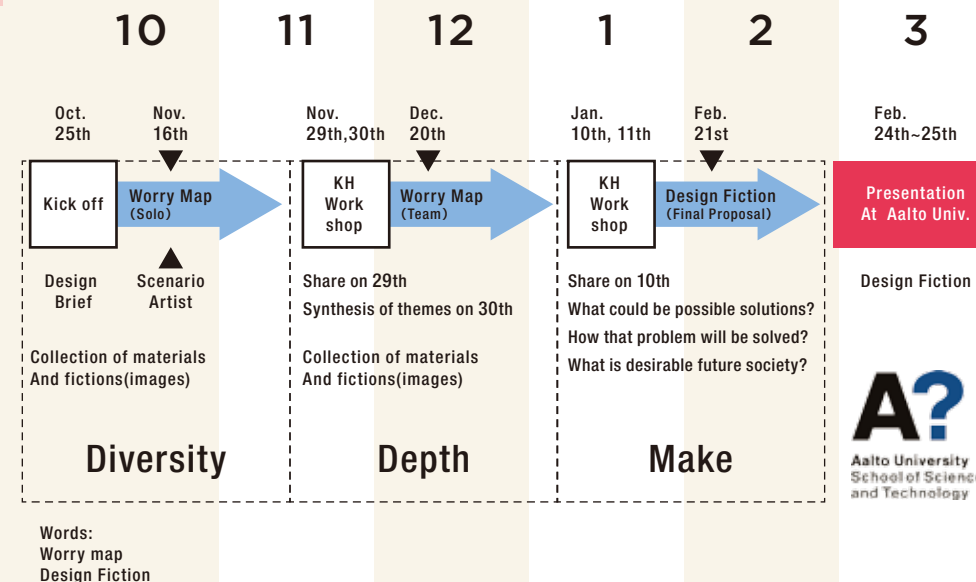 10
11
12
1
2
3
Oct.
25th
Nov.
16th
Nov.
29th,30th
Dec.
20th
Jan.
10th, 11th
Feb.
21st
Feb.
24th~25th
Kick off
Worry Map
(Solo)
KH
Work
shop
Worry Map
(Team)
KH
Work
shop
Design Fiction
(Final Proposal)
Presentation
At Aalto Univ.
Design
Brief
Scenario
Artist
Collection of materials
And fictions(images)
Share on 29th
Synthesis of themes on 30th
Collection of materials
And fictions(images)
Share on 10th
What could be possible solutions?
How that problem will be solved?
What is desirable future society?
Design Fiction
A?
Aalto University
School of Science
and Technology
Diversity
Depth
Make
Words:
Worry map
Design Fiction